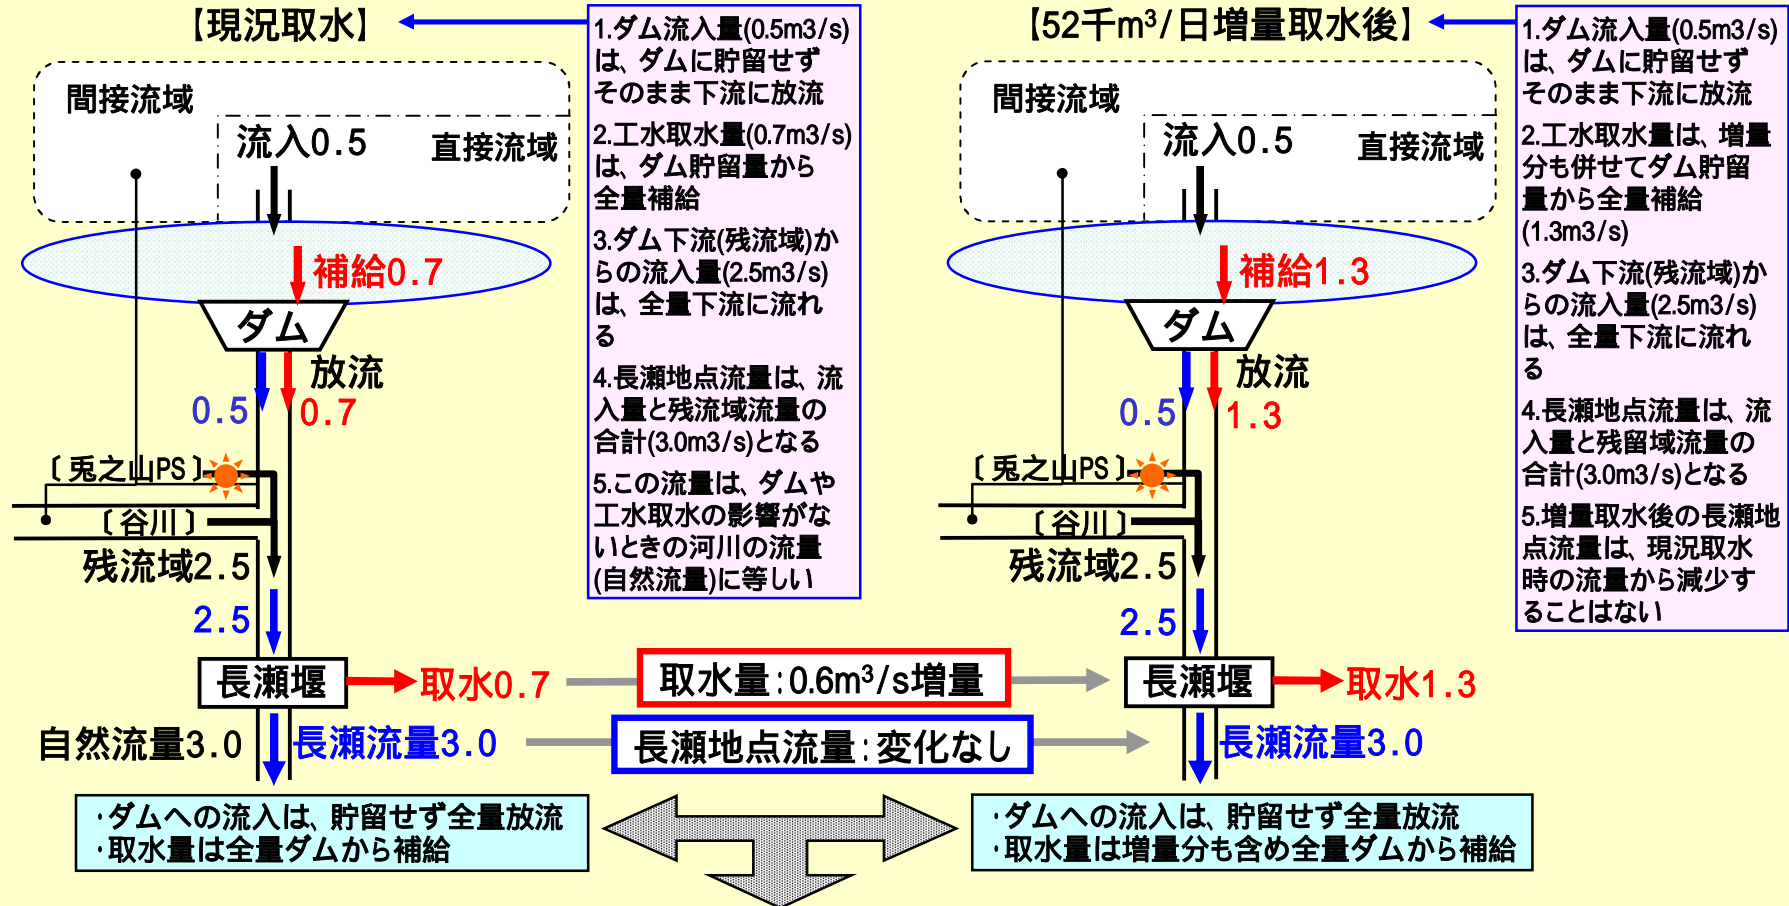 【現況取水】
間接流域
流入0.5
直接流域
補給0.7
ダム
放流
0.5
0.7
〔兎之山PS〕
〔谷川〕
残流域2.5
2.5
長瀬堰
取水0.7
自然流量3.0
長瀬流量3.0
・ダムへの流入は、貯留せず全量放流
・取水量は全量ダムから補給
1.ダム流入量(0.5m3/s)
は、ダムに貯留せず
そのまま下流に放流
2.工水取水量(0.7m3/s)
は、ダム貯留量から
全量補給
3.ダム下流(残流域)か
らの流入量(2.5m3/s)
は、全量下流に流れ
る
4.長瀬地点流量は、流
入量と残流域流量の
合計(3.0m3/s)となる
5.この流量は、ダムや
工水取水の影響がな
いときの河川の流量
(自然流量)に等しい
取水量:0.6m³/s増量
長瀬地点流量:変化なし
【52千m³/日増量取水後】
間接流域
流入0.5
直接流域
補給1.3
ダム
放流
0.5
1.3
〔兎之山PS〕
〔谷川〕
残流域2.5
2.5
長瀬堰
取水1.3
長瀬流量3.0
・ダムへの流入は、貯留せず全量放流
・取水量は増量分も含め全量ダムから補給
1.ダム流入量(0.5m3/s)
は、ダムに貯留せず
そのまま下流に放流
2.工水取水量は、増量
分も併せてダム貯留
量から全量補給
(1.3m3/s)
3.ダム下流(残流域)か
らの流入量(2.5m3/s)
は、全量下流に流れ
る
4.長瀬地点流量は、流
入量と残留域流量の
合計(3.0m3/s)となる
5.増量取水後の長瀬地
点流量は、現況取水
時の流量から減少す
ることはない